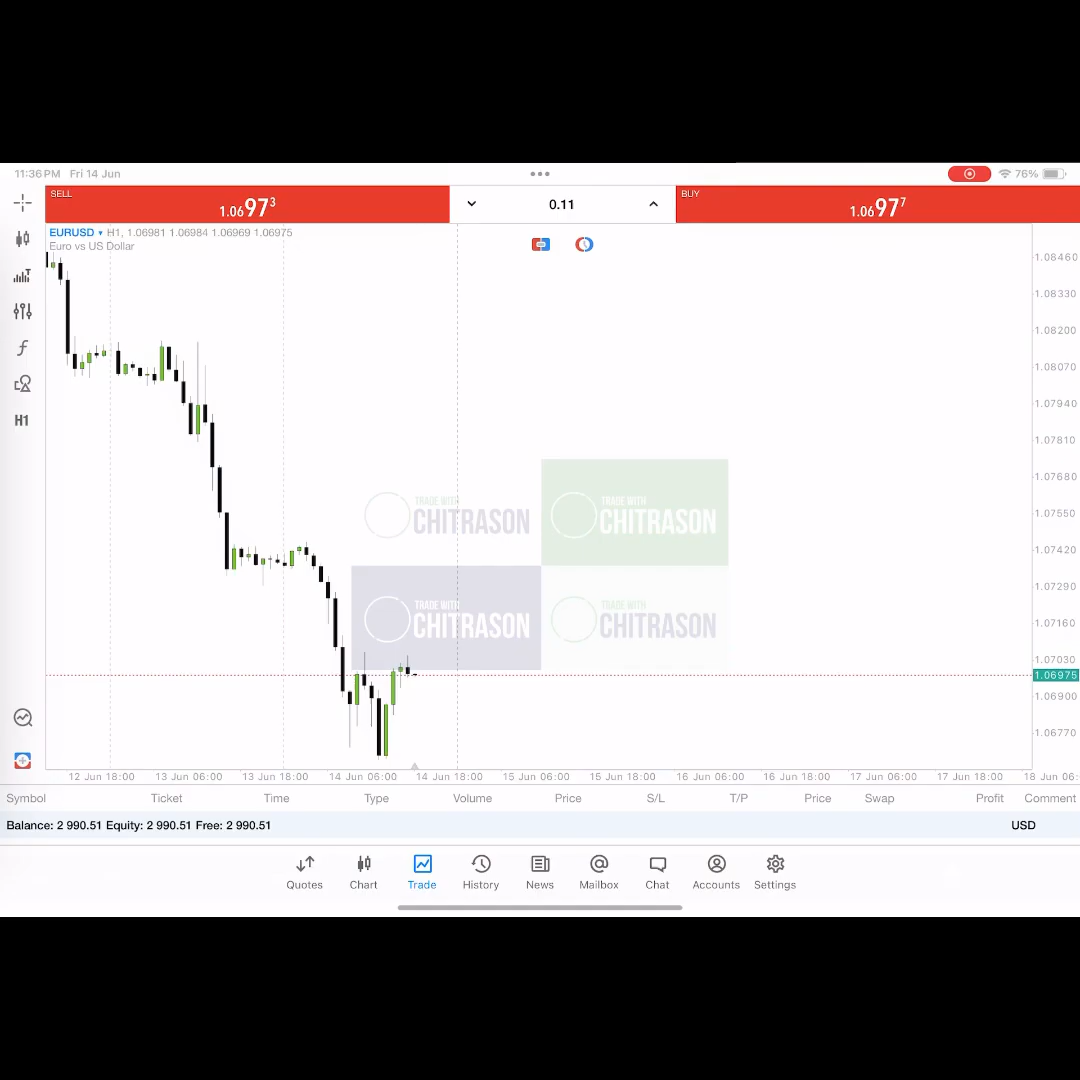 11:36 PM Fri 14 Jun
76%
SELL
1.06973
0.11
BUY
1.06977
EURUSD H1, 1.06981 1.06984 1.06969 1.06975
Euro vs US Dollar
1.08460
1.08330
1.08200
1.08070
1.07940
1.07810
1.07680
1.07550
1.07420
1.07290
1.07160
1.07030
1.06975
1.06900
1.06770
H1
TRADE WITH
CHITRASON
TRADE WITH
CHITRASON
TRADE WITH
CHITRASON
TRADE WITH
CHITRASON
12 Jun 18:00 13 Jun 06:00 13 Jun 18:00 14 Jun 06:00 14 Jun 18:00 15 Jun 06:00 15 Jun 18:00 16 Jun 06:00 16 Jun 18:00 17 Jun 06:00 17 Jun 18:00 18 Jun 06:
Symbol Ticket Time Type Volume Price S/L T/P Price Swap Profit Comment
Balance: 2 990.51 Equity: 2 990.51 Free: 2 990.51 USD
Quotes Chart Trade History News Mailbox Chat Accounts Settings